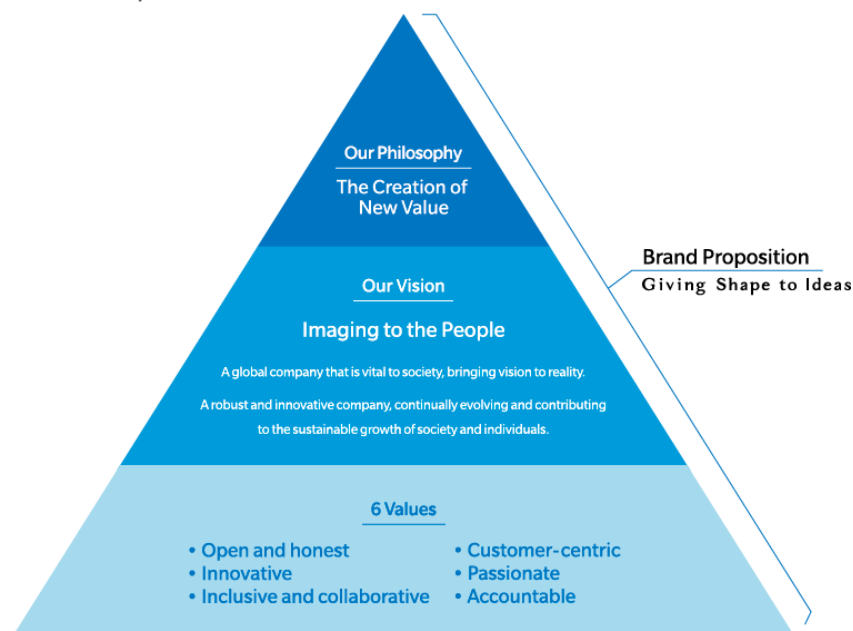 Our Philosophy
The Creation of
New Value
Our Vision
Imaging to the People
A global company that is vital to society, bringing vision to reality.
A robust and innovative company, continually evolving and contributing
to the sustainable growth of society and individuals.
6 Values
• Open and honest
• Innovative
• Inclusive and collaborative
• Customer-centric
• Passionate
• Accountable
Brand Proposition
Giving Shape to Ideas